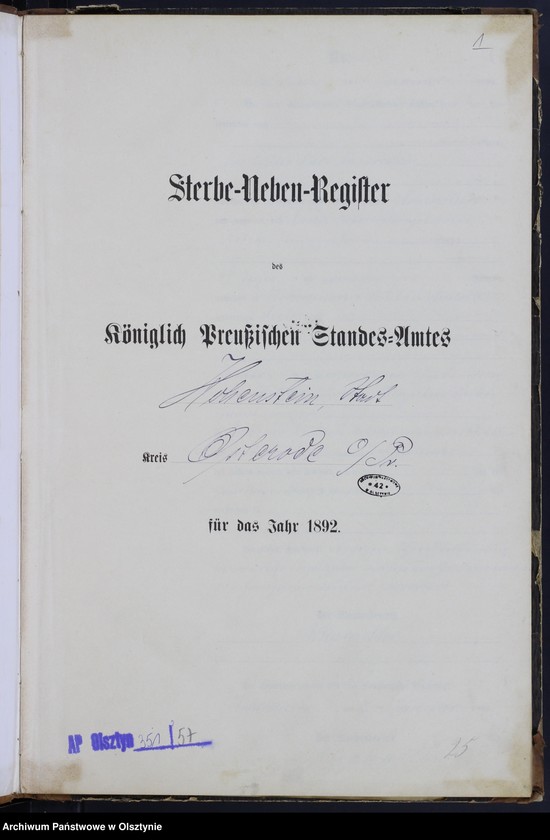 1
Sterbe-Neben-Register
des
Königlich Preußischen Standes-Amtes
Hohenstein, Stadt
Kreis Osterode O/Pr.
42
für das Jahr 1892.
AP Olsztyn 351/57
25
Archiwum Państwowe w Olsztynie